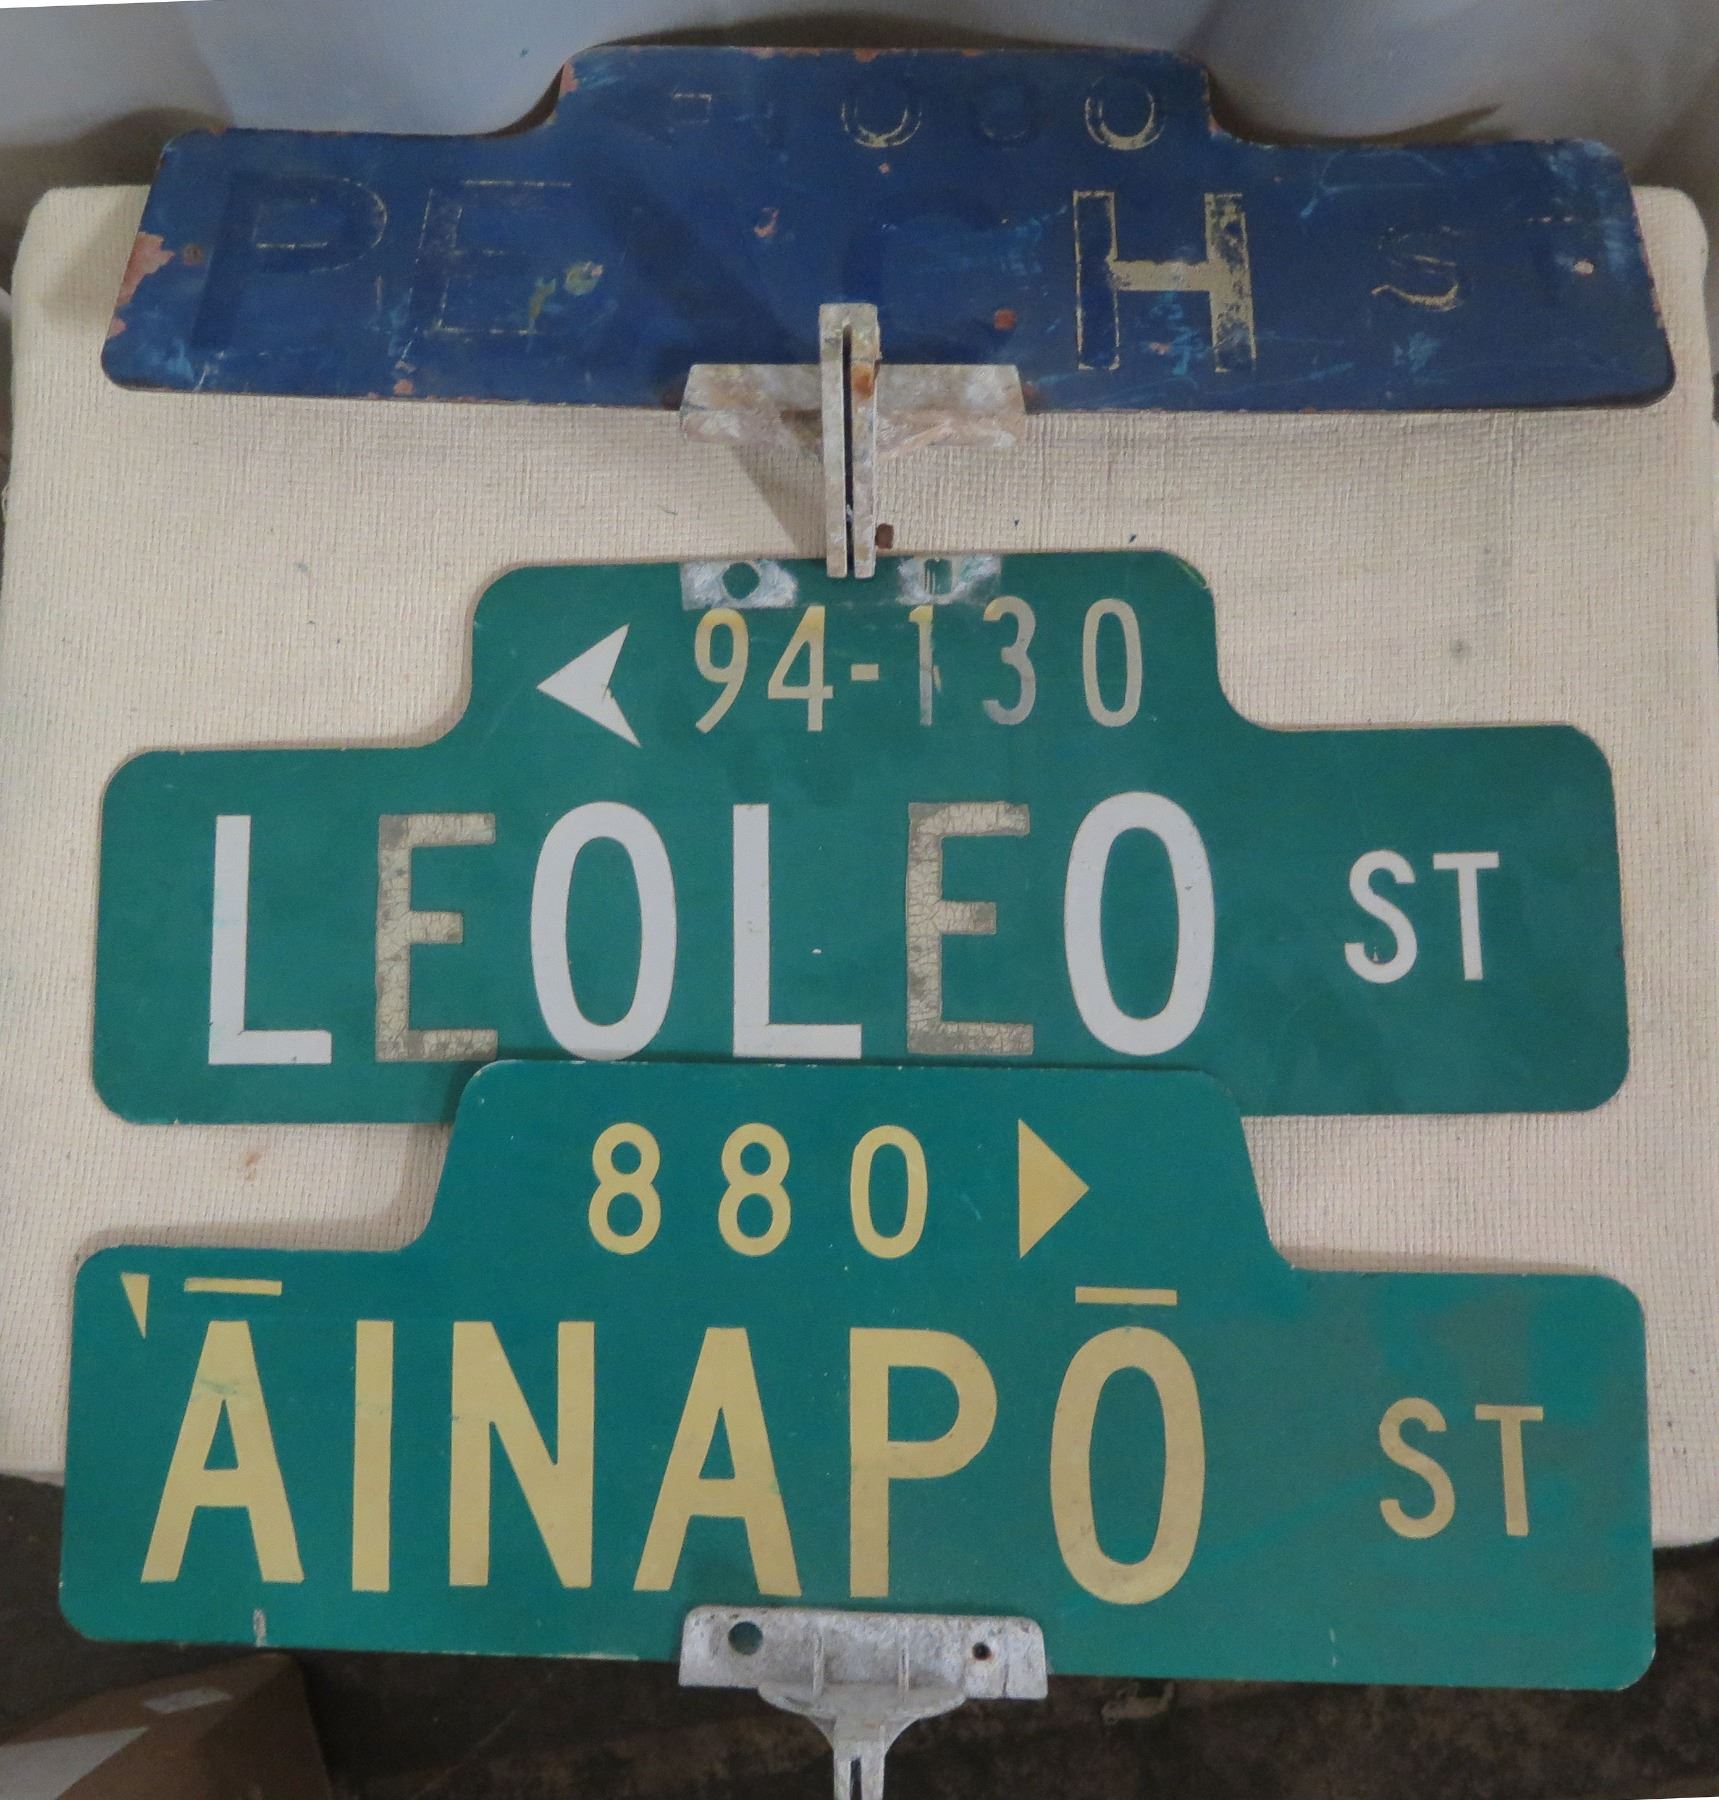 94-130
LEOLEO ST
880
ʻĀINAPŌ ST